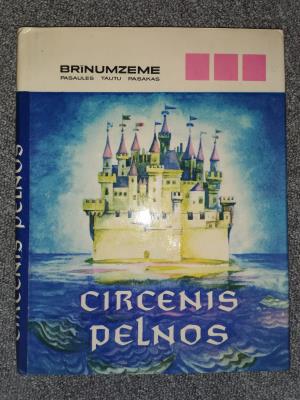 BRĪNUMZEME
PASAULES TAUTU PASAKAS
CIRCENIS
PELNOS
CIRCENIS PELNOS